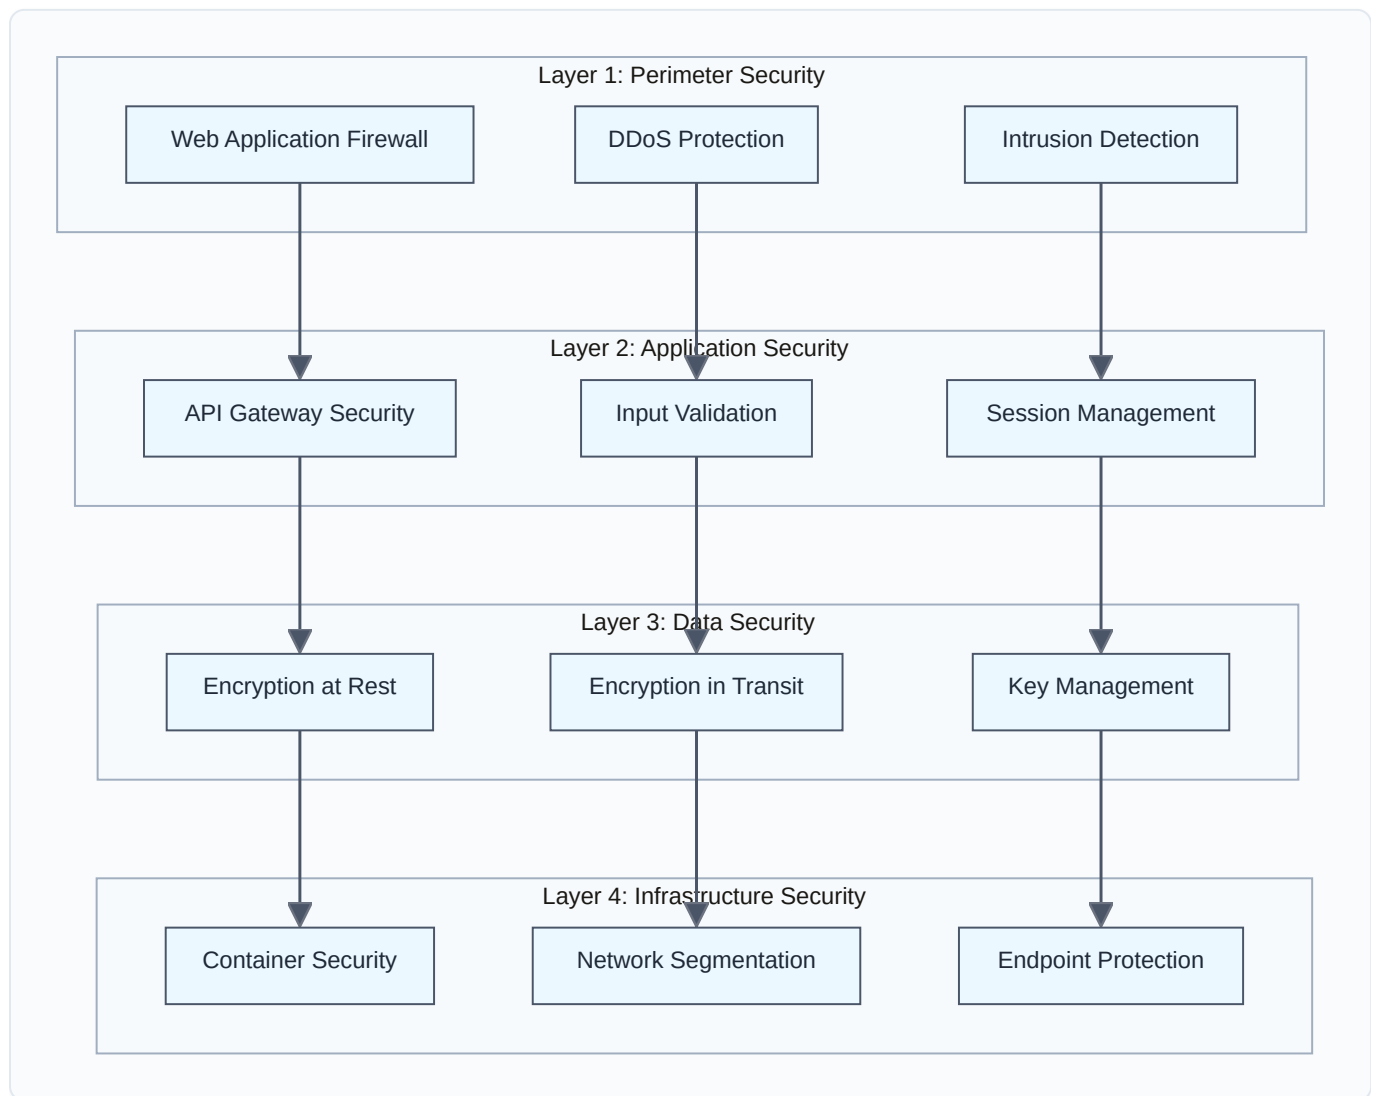 Layer 1: Perimeter Security
Web Application Firewall
DDoS Protection
Intrusion Detection
Layer 2: Application Security
API Gateway Security
Input Validation
Session Management
Layer 3: Data Security
Encryption at Rest
Encryption in Transit
Key Management
Layer 4: Infrastructure Security
Container Security
Network Segmentation
Endpoint Protection